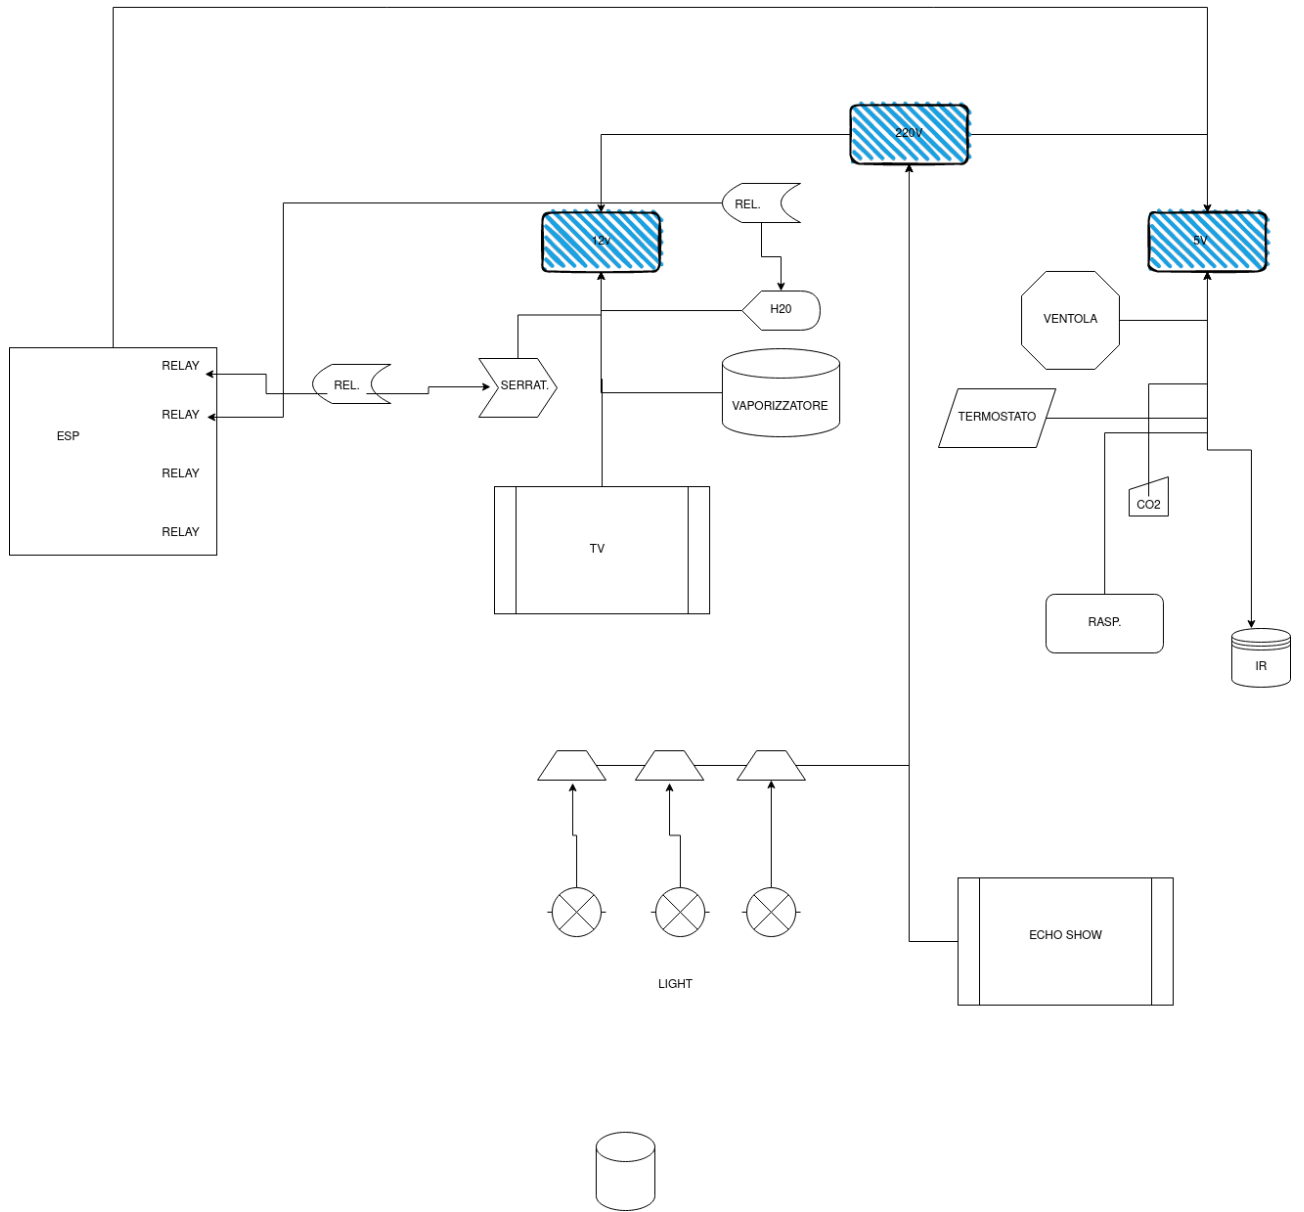 220V
REL.
12v
5V
H20
VENTOLA
RELAY
REL.
SERRAT.
VAPORIZZATORE
TERMOSTATO
RELAY
ESP
RELAY
CO2
RELAY
TV
RASP.
IR
ECHO SHOW
LIGHT